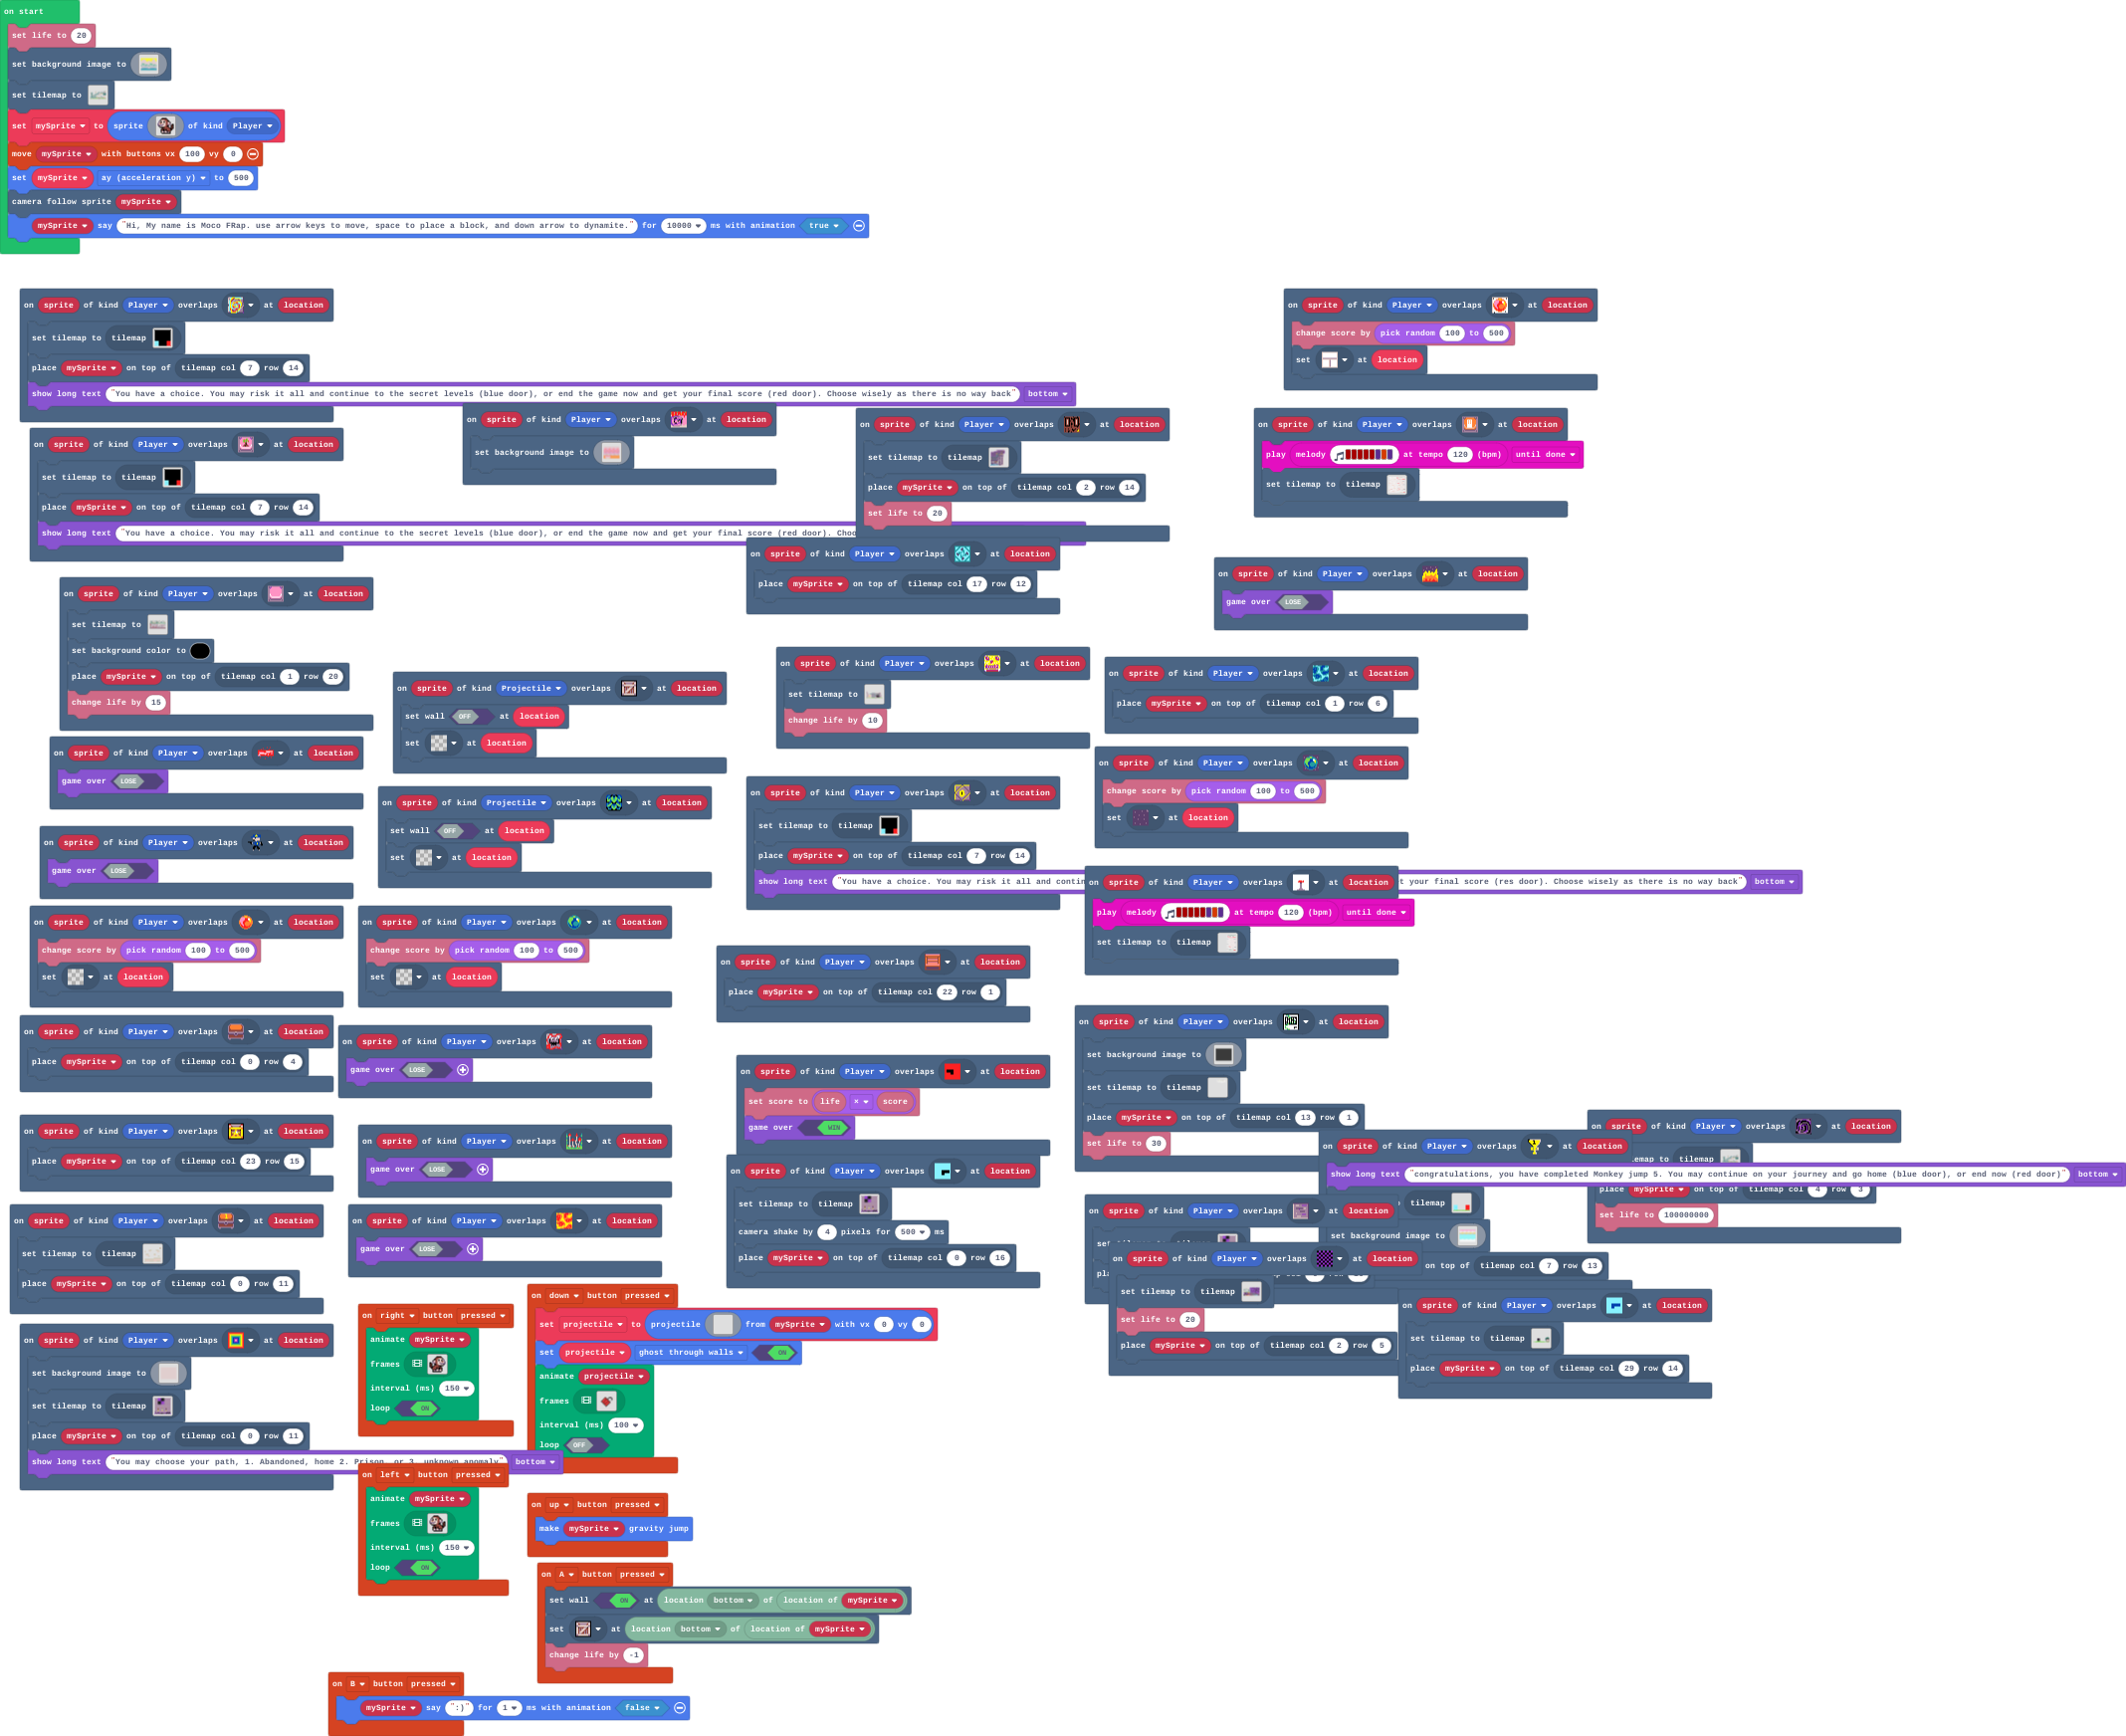 on start
set life to 20
set background image to
set tilemap to
set mySprite to sprite of kind Player
move mySprite with buttons vx 100 vy 0
set mySprite ay (acceleration y) to 500
camera follow sprite mySprite
mySprite say "Hi, My name is Moco FRap. use arrow keys to move, space to place a block, and down arrow to dynamite." for 10000 ms with animation true
on sprite of kind Player overlaps at location
set tilemap to tilemap
place mySprite on top of tilemap col 7 row 14
show long text "You have a choice. You may risk it all and continue to the secret levels (blue door), or end the game now and get your final score (red door). Choose wisely as there is no way back" bottom
on sprite of kind Player overlaps at location
change score by pick random 100 to 500
set at location
on sprite of kind Player overlaps at location
set background image to
on sprite of kind Player overlaps at location
set tilemap to tilemap
place mySprite on top of tilemap col 2 row 14
set life to 20
on sprite of kind Player overlaps at location
play melody at tempo 120 (bpm) until done
set tilemap to tilemap
on sprite of kind Player overlaps at location
set tilemap to tilemap
place mySprite on top of tilemap col 7 row 14
show long text "You have a choice. You may risk it all and continue to the secret levels (blue door), or end the game now and get your final score (red door).
on sprite of kind Player overlaps at location
place mySprite on top of tilemap col 17 row 12
on sprite of kind Player overlaps at location
game over LOSE
on sprite of kind Player overlaps at location
set tilemap to
set background color to
place mySprite on top of tilemap col 1 row 20
change life by 15
on sprite of kind Projectile overlaps at location
set wall OFF at location
set at location
on sprite of kind Player overlaps at location
set tilemap to
change life by 10
on sprite of kind Player overlaps at location
place mySprite on top of tilemap col 1 row 6
on sprite of kind Player overlaps at location
game over LOSE
on sprite of kind Projectile overlaps at location
set wall OFF at location
set at location
on sprite of kind Player overlaps at location
set tilemap to tilemap
place mySprite on top of tilemap col 7 row 14
show long text "You have a choice. You may risk it all and t your final score (res door). Choose wisely as there is no way back" bottom
on sprite of kind Player overlaps at location
change score by pick random 100 to 500
set at location
on sprite of kind Player overlaps at location
game over LOSE
on sprite of kind Player overlaps at location
play melody at tempo 120 (bpm) until done
set tilemap to tilemap
on sprite of kind Player overlaps at location
change score by pick random 100 to 500
set at location
on sprite of kind Player overlaps at location
change score by pick random 100 to 500
set at location
on sprite of kind Player overlaps at location
place mySprite on top of tilemap col 22 row 1
on sprite of kind Player overlaps at location
place mySprite on top of tilemap col 0 row 4
on sprite of kind Player overlaps at location
game over LOSE
on sprite of kind Player overlaps at location
set score to life × score
game over WIN
on sprite of kind Player overlaps at location
set background image to
set tilemap to tilemap
place mySprite on top of tilemap col 13 row 1
set life to 30
on sprite of kind Player overlaps at location
tilemap
place mySprite on top of tilemap col 4 row 3
set life to 100000000
on sprite of kind Player overlaps at location
show long text "congratulations, you have completed Monkey jump 5. You may continue on your journey and go home (blue door), or end now (red door)" bottom
tilemap
set background image to
on top of tilemap col 7 row 13
on sprite of kind Player overlaps at location
place mySprite on top of tilemap col 23 row 15
on sprite of kind Player overlaps at location
game over LOSE
on sprite of kind Player overlaps at location
set tilemap to tilemap
camera shake by 4 pixels for 500 ms
place mySprite on top of tilemap col 0 row 16
on sprite of kind Player overlaps at location
on sprite of kind Player overlaps at location
set tilemap to tilemap
set life to 20
place mySprite on top of tilemap col 2 row 5
on sprite of kind Player overlaps at location
set tilemap to tilemap
place mySprite on top of tilemap col 29 row 14
on sprite of kind Player overlaps at location
set tilemap to tilemap
place mySprite on top of tilemap col 0 row 11
on sprite of kind Player overlaps at location
game over LOSE
on sprite of kind Player overlaps at location
set background image to
set tilemap to tilemap
place mySprite on top of tilemap col 0 row 11
show long text "You may choose your path, 1. Abandoned, home 2. Prison, or 3. unknown anomaly" bottom
on right button pressed
animate mySprite
frames
interval (ms) 150
loop ON
on down button pressed
set projectile to projectile from mySprite with vx 0 vy 0
set projectile ghost through walls ON
animate projectile
frames
interval (ms) 100
loop OFF
on left button pressed
animate mySprite
frames
interval (ms) 150
loop ON
on up button pressed
make mySprite gravity jump
on A button pressed
set wall ON at location bottom of location of mySprite
set at location bottom of location of mySprite
change life by -1
on B button pressed
mySprite say ":)" for 1 ms with animation false